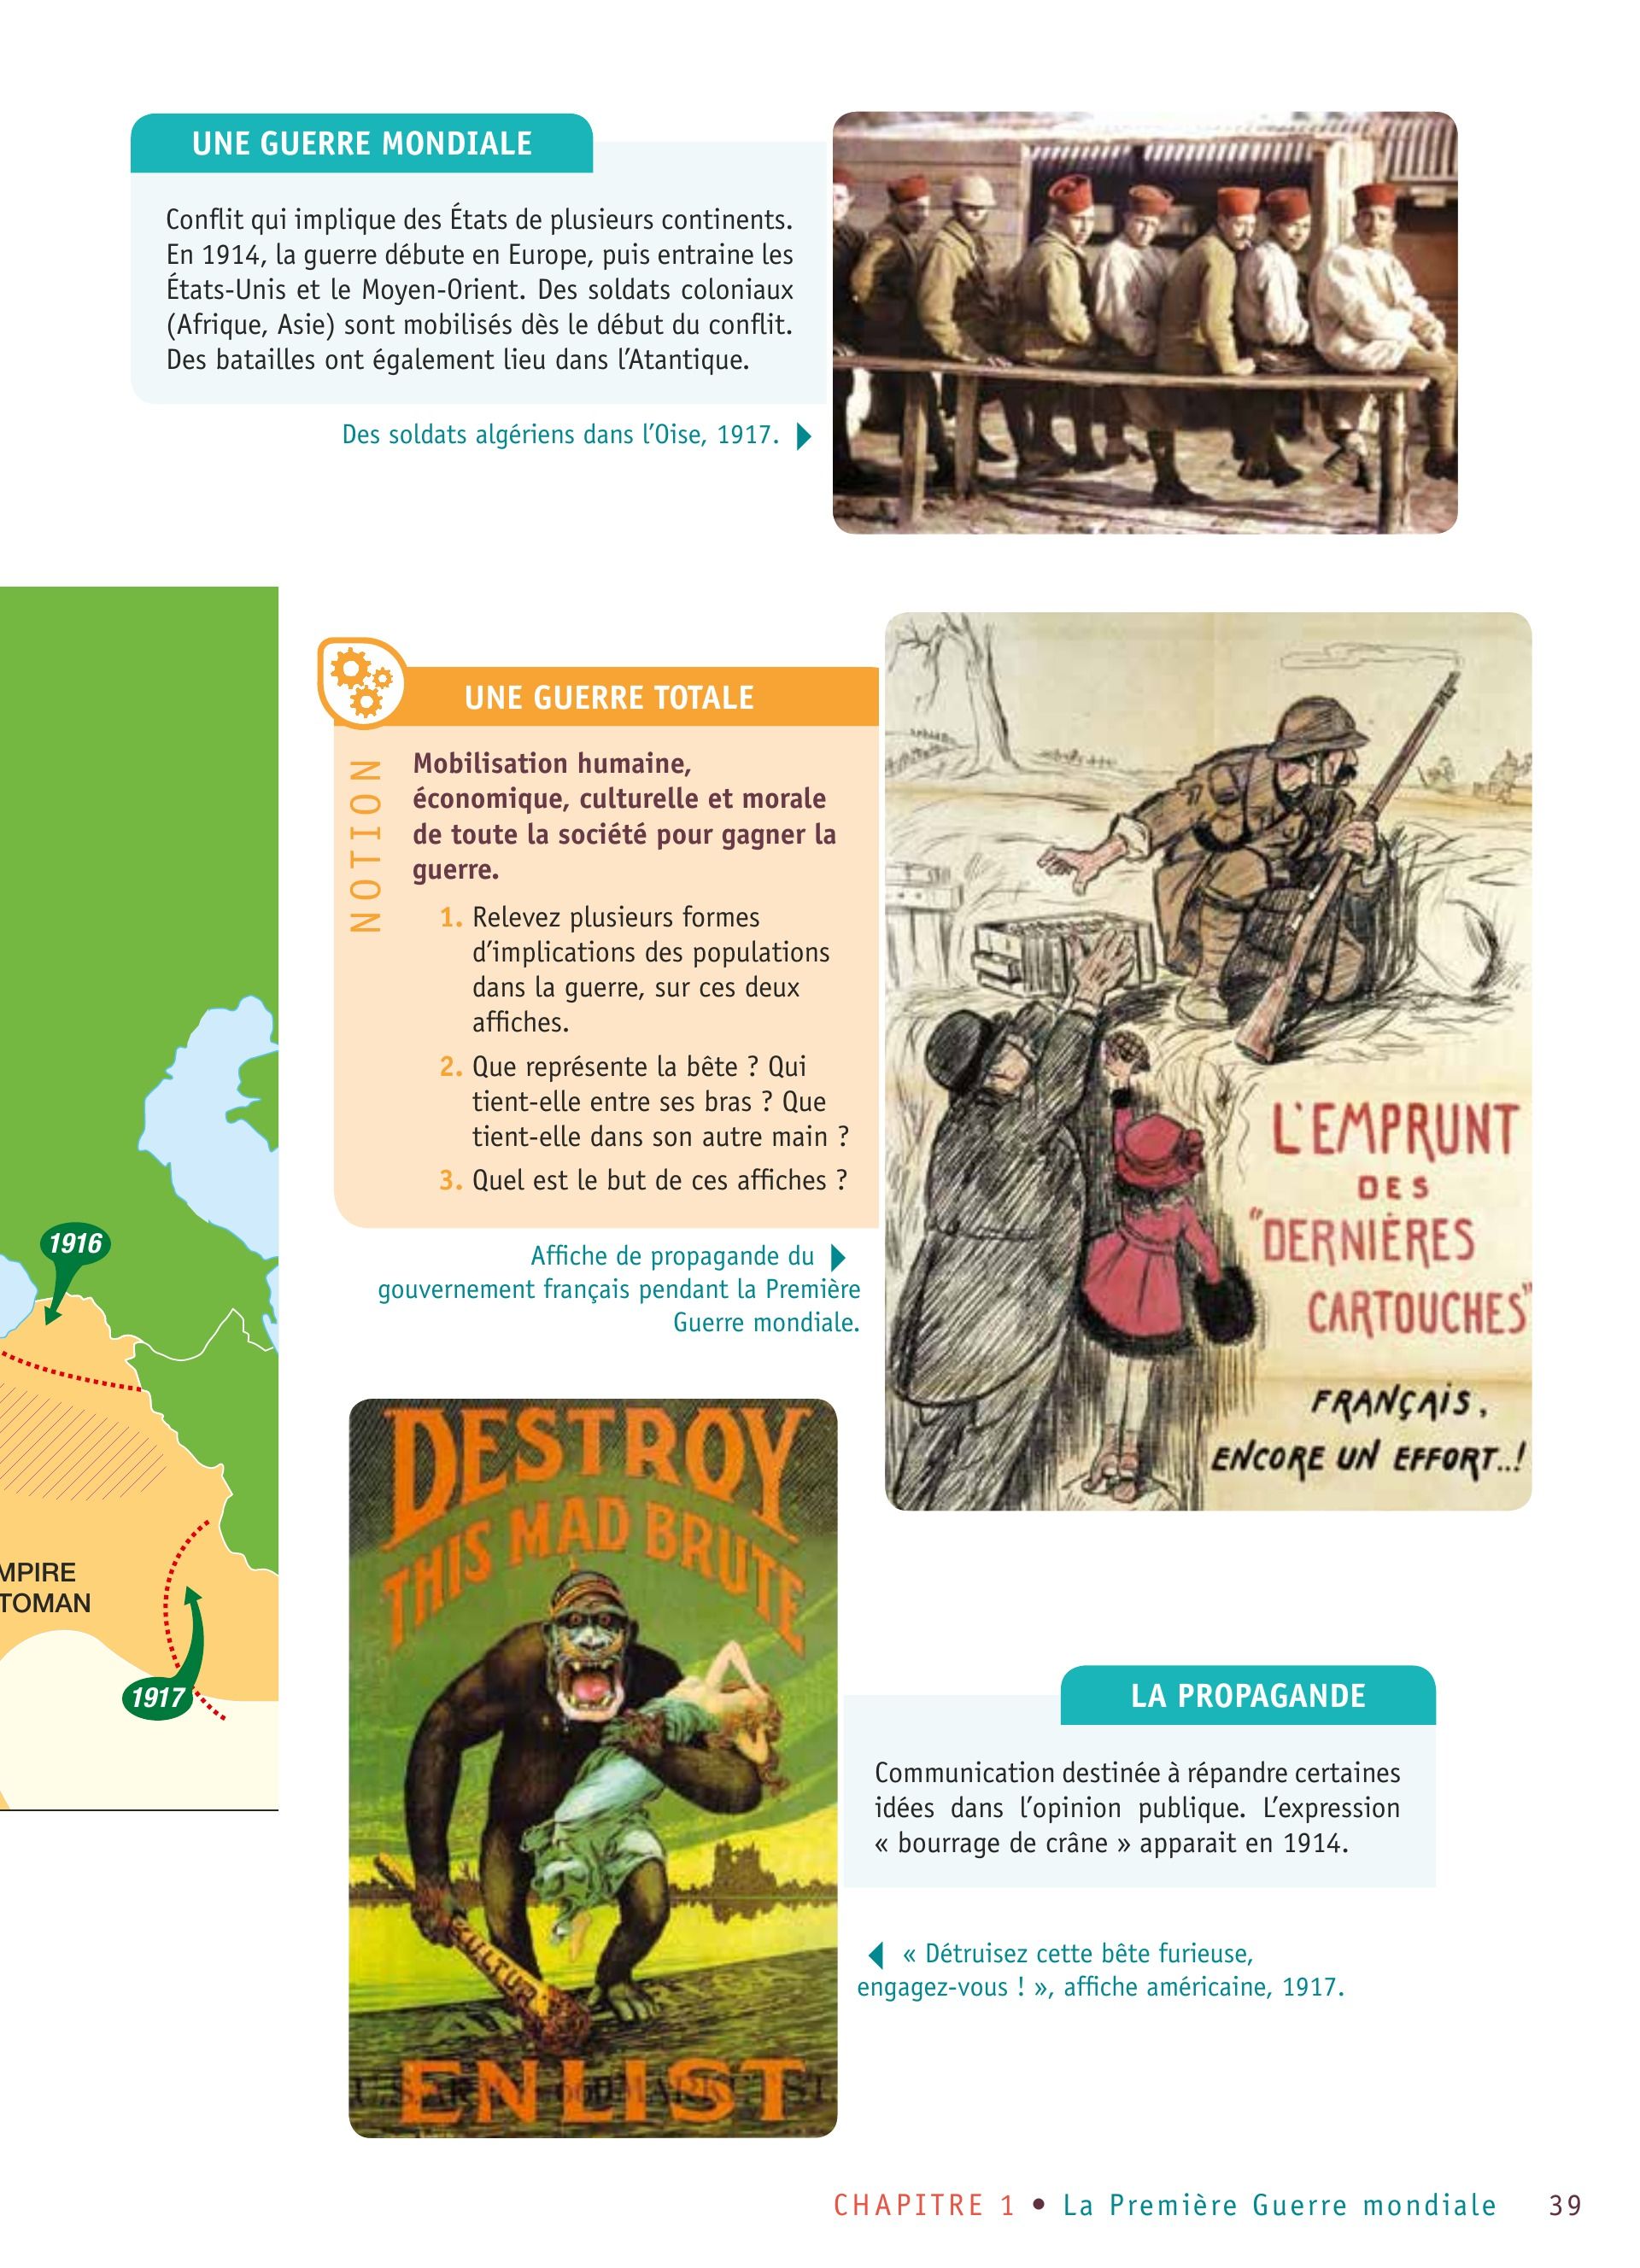 UNE GUERRE MONDIALE
Conflit qui implique des États de plusieurs continents.
En 1914, la guerre débute en Europe, puis entraine les
États-Unis et le Moyen-Orient. Des soldats coloniaux
(Afrique, Asie) sont mobilisés dès le début du conflit.
Des batailles ont également lieu dans l'Atantique.
Des soldats algériens dans l'Oise, 1917.
UNE GUERRE TOTALE
NOTION
Mobilisation humaine,
économique, culturelle et morale
de toute la société pour gagner la
guerre.
1. Relevez plusieurs formes
d'implications des populations
dans la guerre, sur ces deux
affiches.
2. Que représente la bête ? Qui
tient-elle entre ses bras ? Que
tient-elle dans son autre main ?
3. Quel est le but de ces affiches ?
Affiche de propagande du
gouvernement français pendant la Première
Guerre mondiale.
L'EMPRUNT
DES
"DERNIÈRES
CARTOUCHES"
FRANÇAIS,
ENCORE UN EFFORT..!
1916
MPIRE
TOMAN
1917
DESTROY
THIS MAD BRUTE
KULTUR
ENLIST
LA PROPAGANDE
Communication destinée à répandre certaines
idées dans l'opinion publique. L'expression
« bourrage de crâne » apparait en 1914.
« Détruisez cette bête furieuse,
engagez-vous ! », affiche américaine, 1917.
CHAPITRE 1 • La Première Guerre mondiale 39